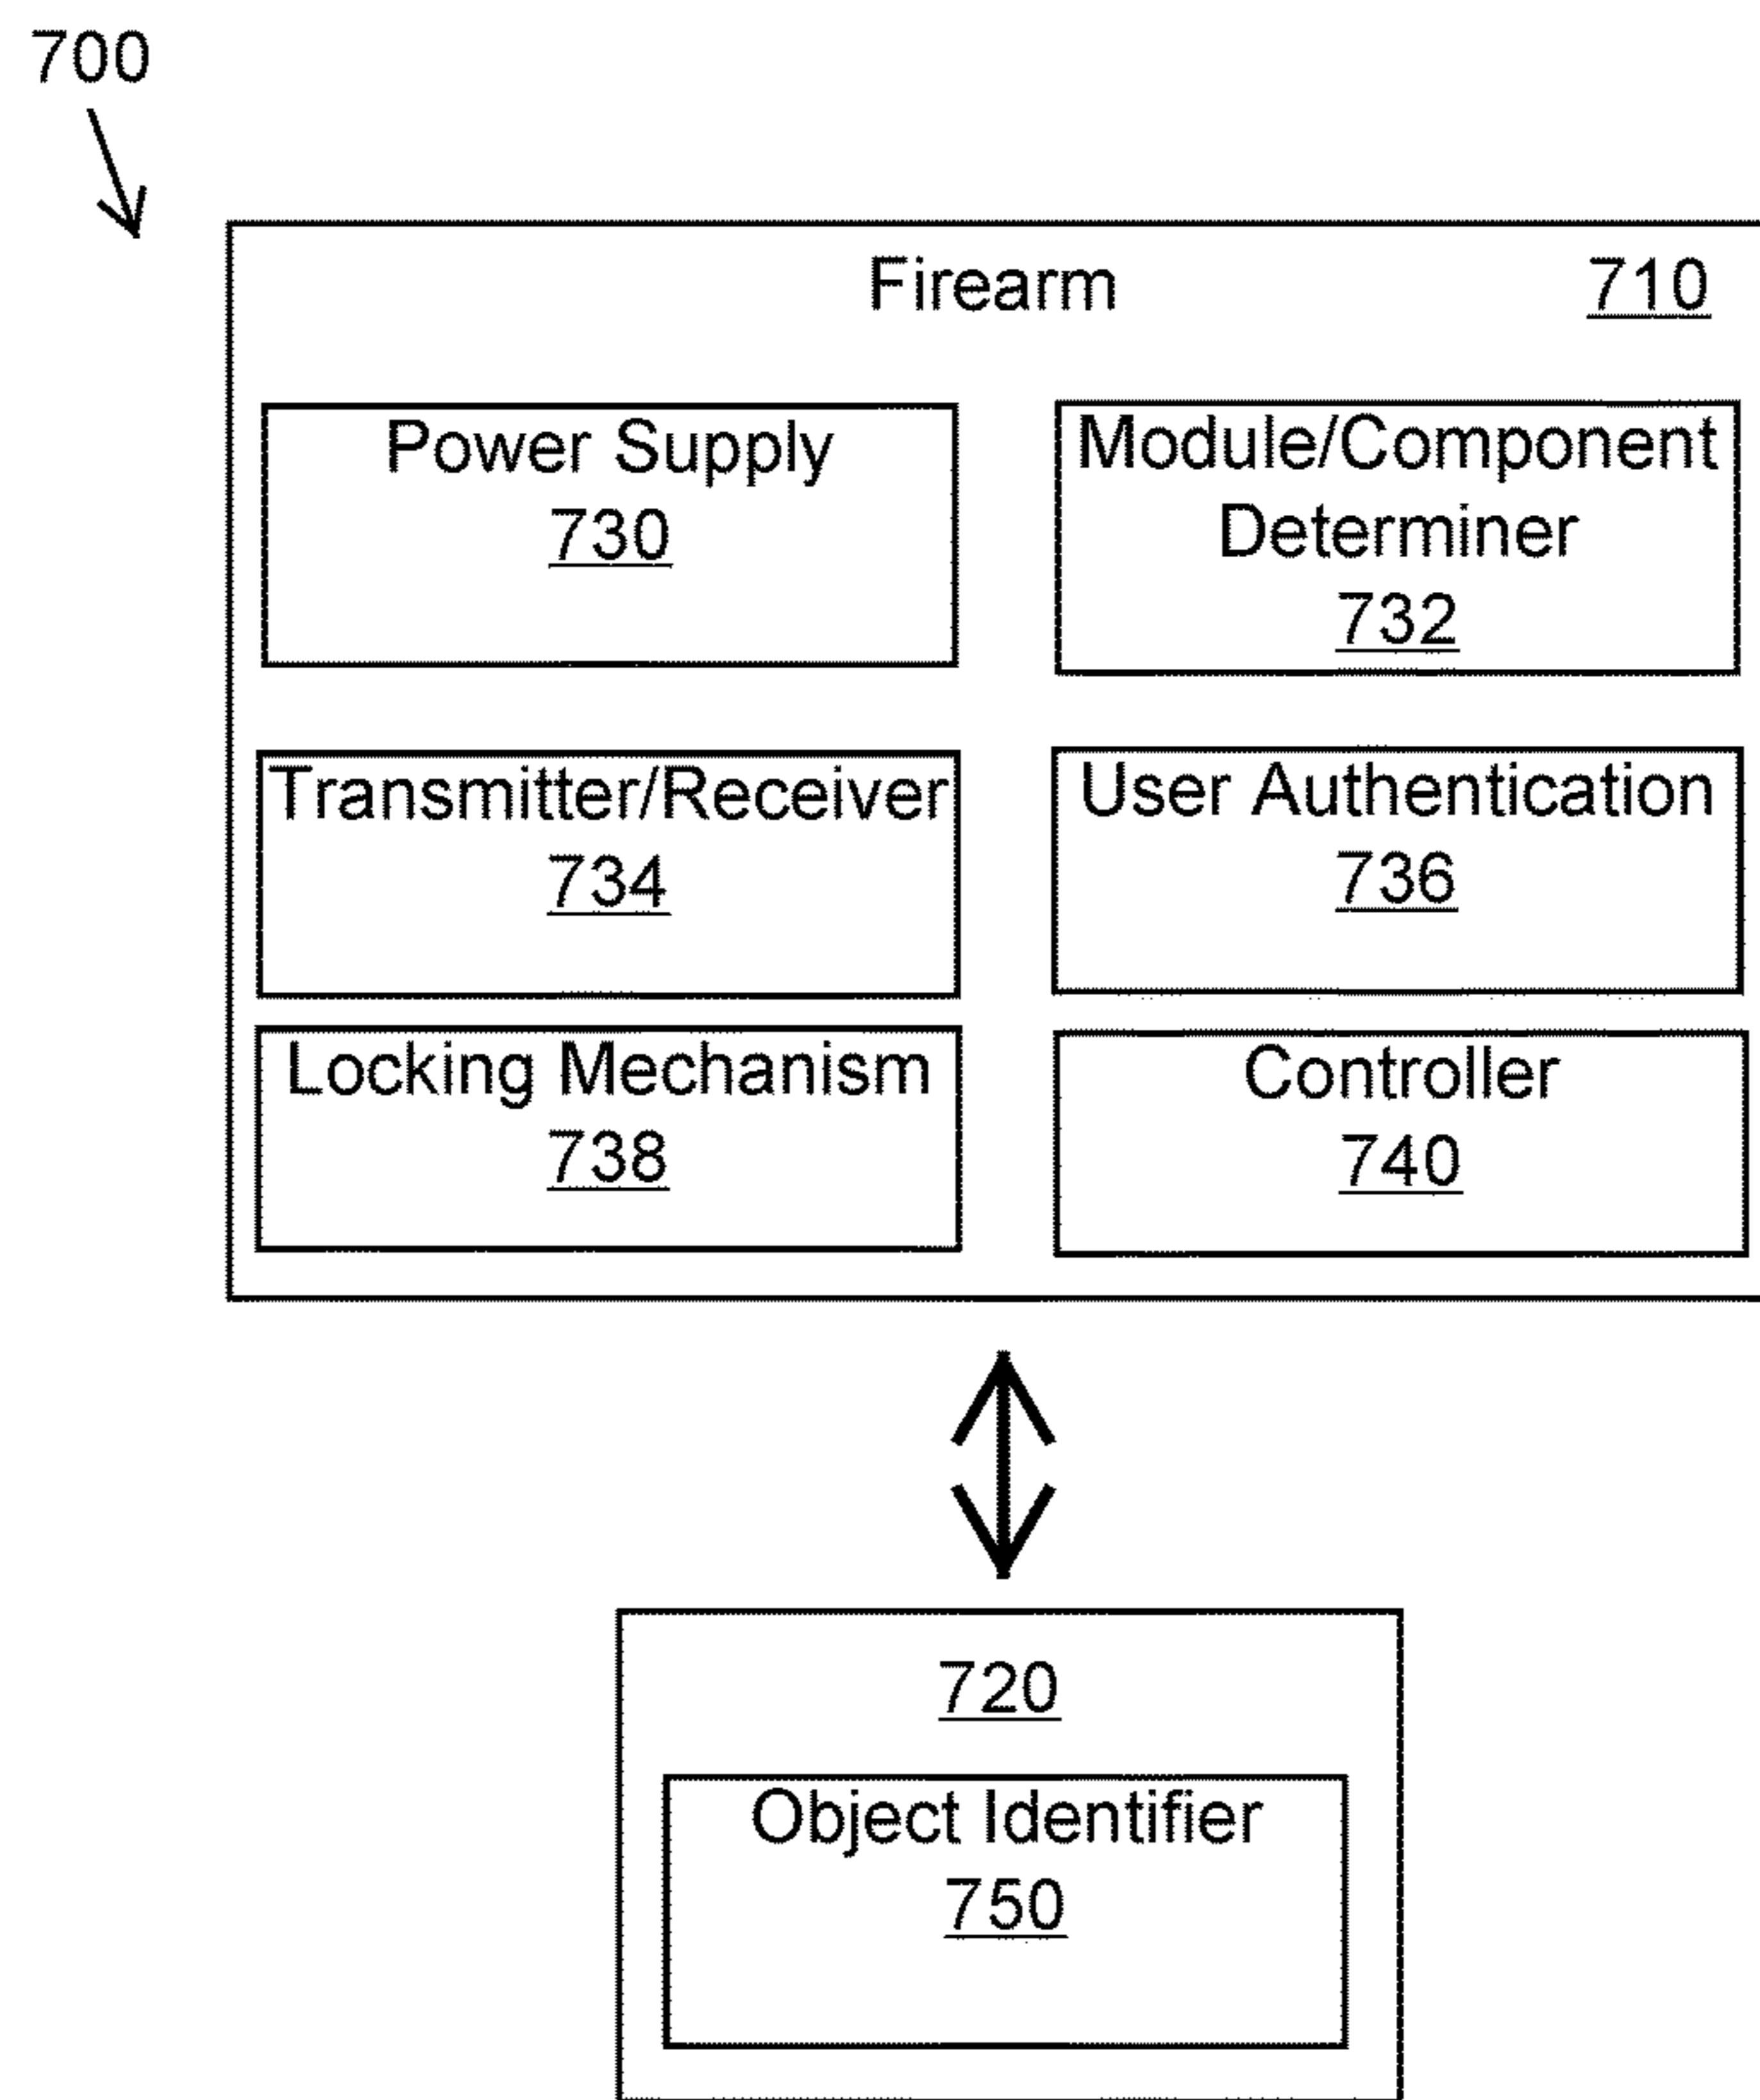 700
Firearm 710
Power Supply
730
Module/Component
Determiner
732
Transmitter/Receiver
734
User Authentication
736
Locking Mechanism
738
Controller
740
720
Object Identifier
750